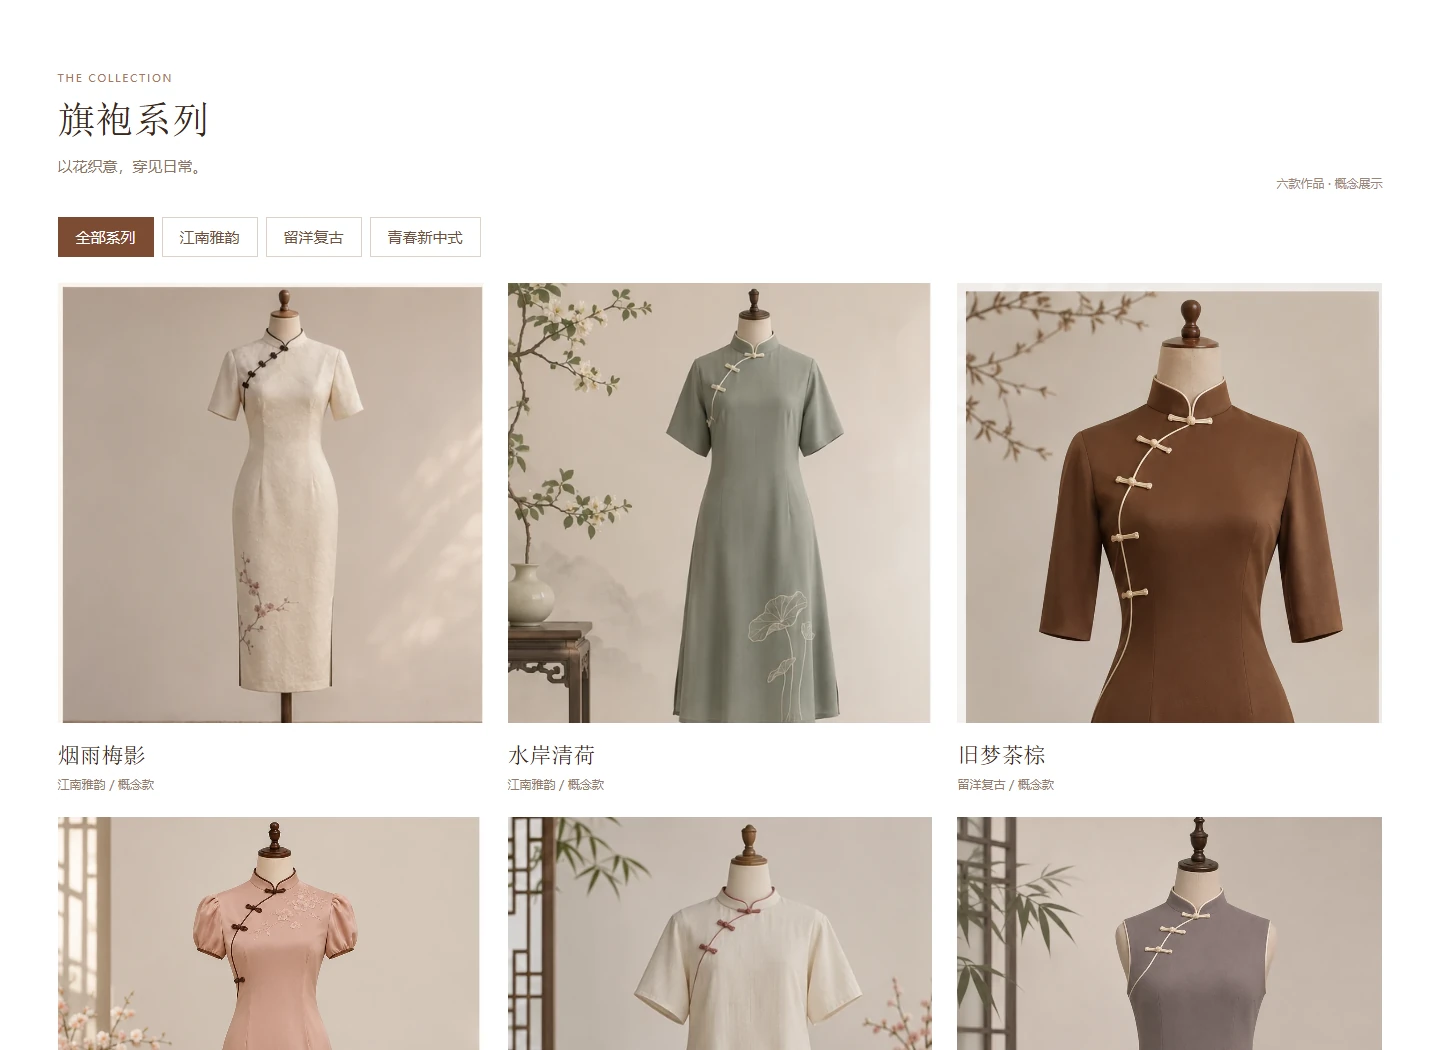 THE COLLECTION
旗袍系列
以花织意，穿见日常。
六款作品 · 概念展示
全部系列
江南雅韵
留洋复古
青春新中式
烟雨梅影
江南雅韵 / 概念款
水岸清荷
江南雅韵 / 概念款
旧梦茶棕
留洋复古 / 概念款